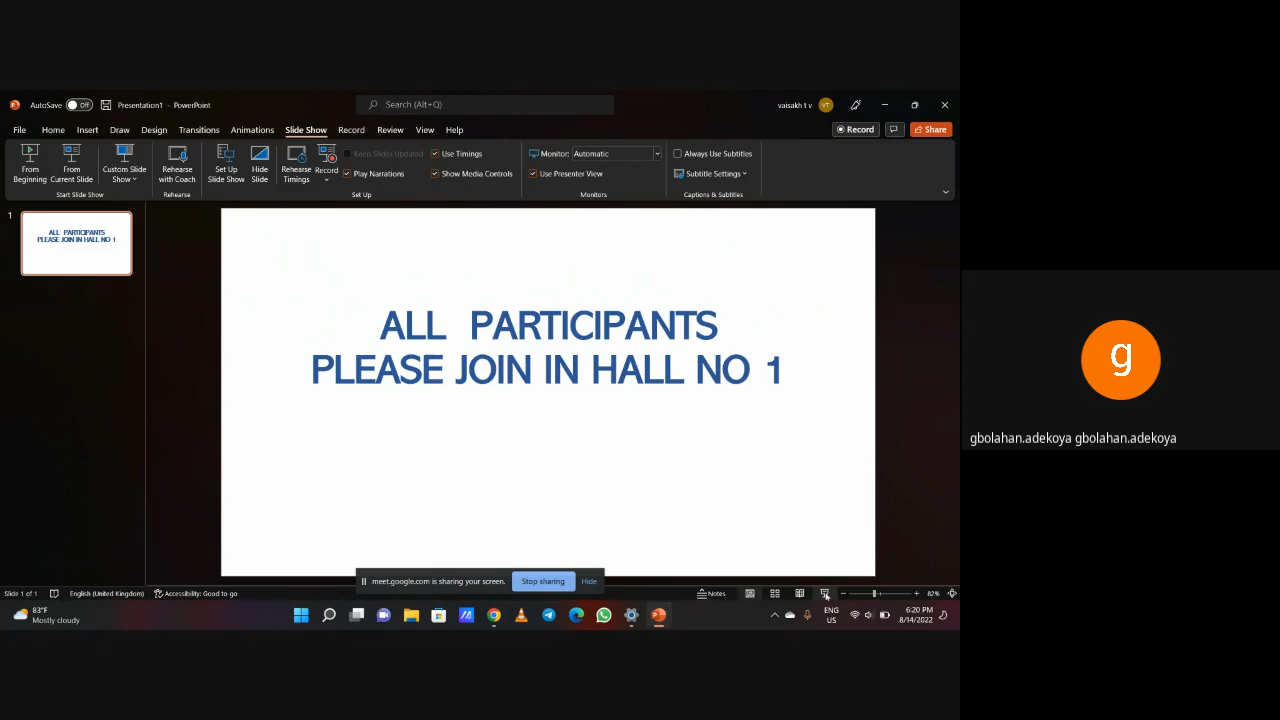 AutoSave Off Presentation1 - PowerPoint Search (Alt+Q) vaisakh t v VT
File Home Insert Draw Design Transitions Animations Slide Show Record Review View Help Record Share
From Beginning
From Current Slide
Custom Slide Show
Rehearse with Coach
Set Up Slide Show
Hide Slide
Rehearse Timings
Record
Keep Slides Updated Use Timings
Play Narrations Show Media Controls
Monitor: Automatic
Use Presenter View
Always Use Subtitles
Subtitle Settings
Start Slide Show Rehearse Set Up Monitors Captions & Subtitles
1
ALL PARTICIPANTS
PLEASE JOIN IN HALL NO 1
ALL PARTICIPANTS
PLEASE JOIN IN HALL NO 1
g
gbolahan.adekoya gbolahan.adekoya
meet.google.com is sharing your screen. Stop sharing Hide
Slide 1 of 1 English (United Kingdom) Accessibility: Good to go Notes 82%
83°F
Mostly cloudy
ENG
US
6:20 PM
8/14/2022